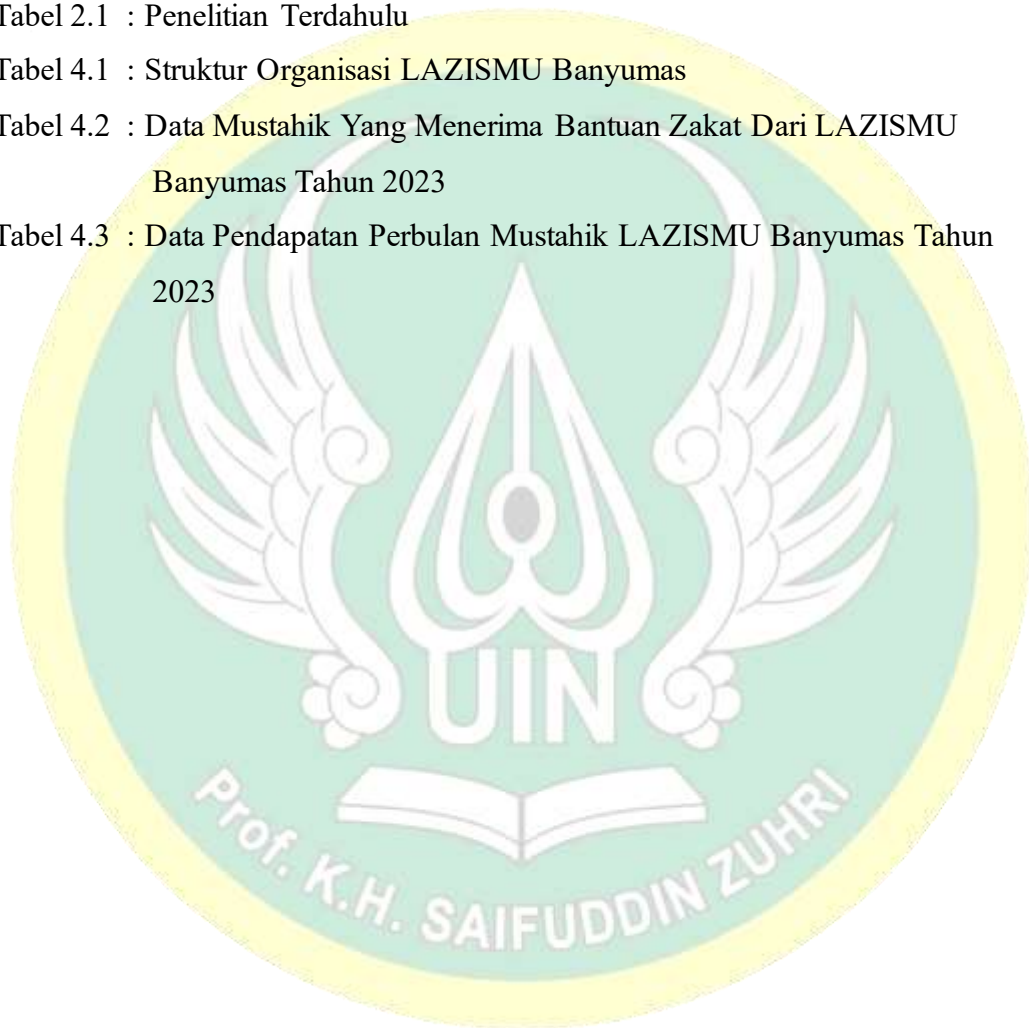 Tabel 2.1 : Penelitian Terdahulu
Tabel 4.1 : Struktur Organisasi LAZISMU Banyumas
Tabel 4.2 : Data Mustahik Yang Menerima Bantuan Zakat Dari LAZISMU
Banyumas Tahun 2023
Tabel 4.3 : Data Pendapatan Perbulan Mustahik LAZISMU Banyumas Tahun
2023
UIN
Prof. K.H. SAIFUDDIN ZUHRI